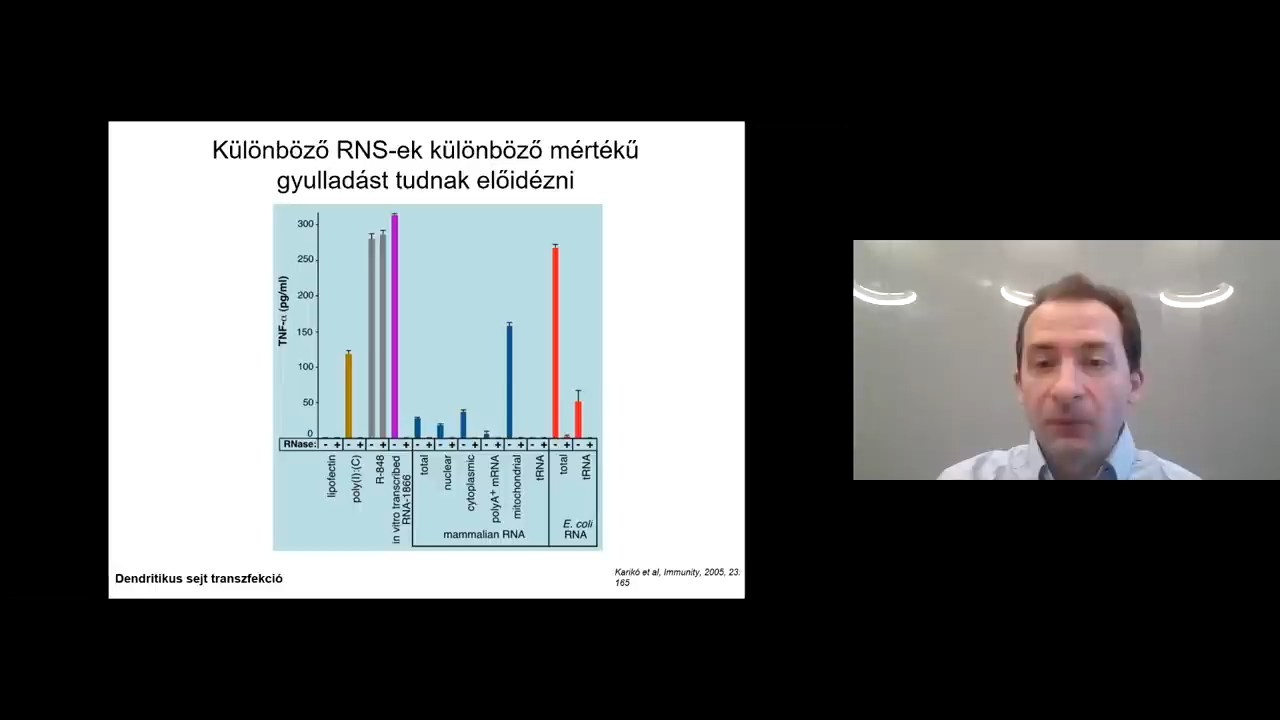 Különböző RNS-ek különböző mértékű
gyulladást tudnak előidézni
TNF-α (pg/ml)
300
250
200
150
100
50
0
RNase: - + - + - + - + - + - + - + - + - + - + - + - +
lipofectin
poly(I):(C)
R-848
in vitro transcribed
RNA-1866
total
nuclear
cytoplasmic
polyA+ mRNA
mitochondrial
tRNA
total
tRNA
mammalian RNA
E. coli
RNA
Dendritikus sejt transzfekció
Karikó et al, Immunity, 2005, 23:
165